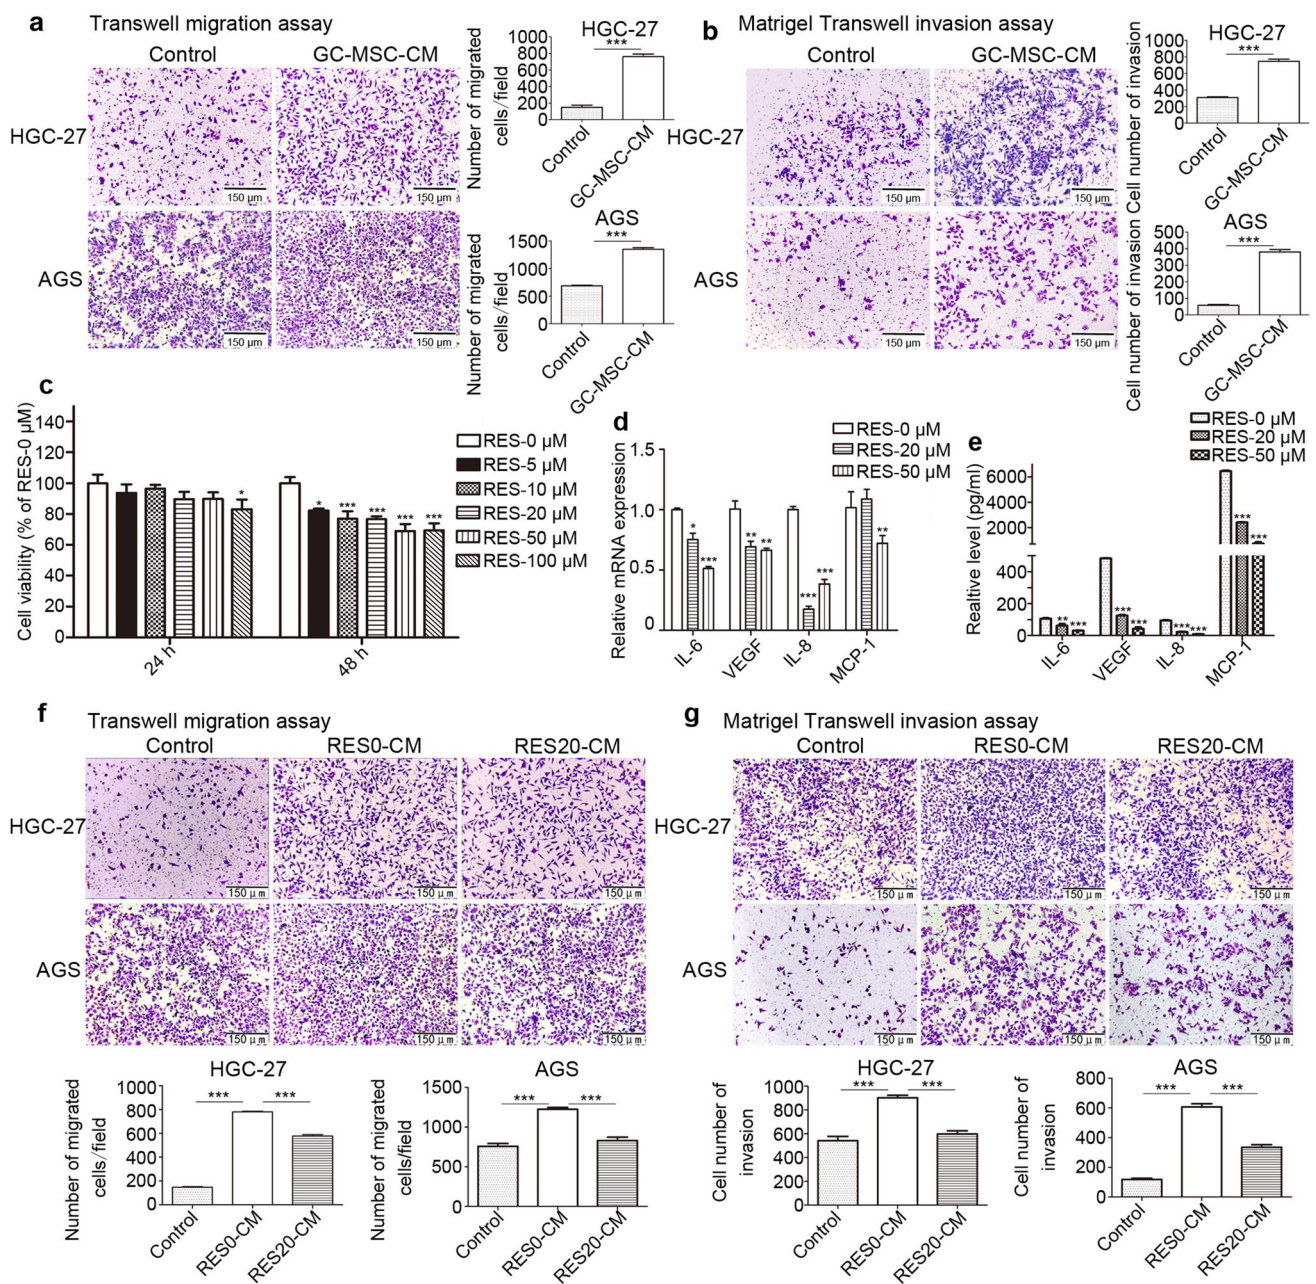 a
Transwell migration assay
Control
GC-MSC-CM
HGC-27
AGS
150 µm
150 µm
150 µm
150 µm
HGC-27
***
Number of migrated
cells/field
1000
800
600
400
200
0
Control
GC-MSC-CM
AGS
***
Number of migrated
cells/field
1500
1000
500
0
Control
GC-MSC-CM
b
Matrigel Transwell invasion assay
Control
GC-MSC-CM
HGC-27
AGS
150 µm
150 µm
150 µm
150 µm
HGC-27
***
Cell number of invasion
1000
800
600
400
200
0
Control
GC-MSC-CM
AGS
***
Cell number of invasion
500
400
300
200
100
0
Control
GC-MSC-CM
c
Cell viability (% of RES-0 µM)
140
120
100
80
60
40
20
0
*
* *** *** *** ***
24 h
48 h
RES-0 µM
RES-5 µM
RES-10 µM
RES-20 µM
RES-50 µM
RES-100 µM
d
RES-0 µM
RES-20 µM
RES-50 µM
Relative mRNA expression
1.5
1.0
0.5
0
* ***
** **
*** ***
**
IL-6
VEGF
IL-8
MCP-1
e
RES-0 µM
RES-20 µM
RES-50 µM
Realtive level (pg/ml)
6000
4000
2000
400
200
0
** ***
*** ***
*** ***
*** ***
IL-6
VEGF
IL-8
MCP-1
f
Transwell migration assay
Control
RES0-CM
RES20-CM
HGC-27
150 µm
150 µm
150 µm
AGS
150 µm
150 µm
150 µm
HGC-27
*** ***
Number of migrated
cells/field
1000
800
600
400
200
0
Control
RES0-CM
RES20-CM
AGS
*** ***
Number of migrated
cells/field
1500
1000
500
0
Control
RES0-CM
RES20-CM
g
Matrigel Transwell invasion assay
Control
RES0-CM
RES20-CM
HGC-27
150 µm
150 µm
150 µm
AGS
150 µm
150 µm
150 µm
HGC-27
*** ***
Cell number of
invasion
1000
800
600
400
200
0
Control
RES0-CM
RES20-CM
AGS
*** ***
Cell number of
invasion
800
600
400
200
0
Control
RES0-CM
RES20-CM